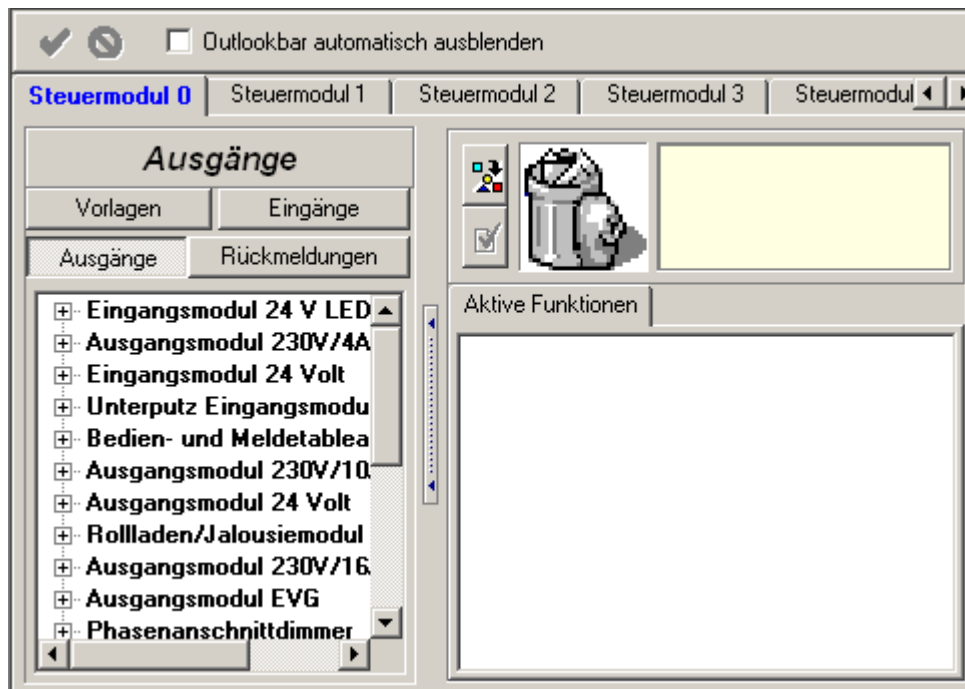 Outlookbar automatisch ausblenden
Steuermodul 0 Steuermodul 1 Steuermodul 2 Steuermodul 3 Steuermodul
Ausgänge
Vorlagen Eingänge
Ausgänge Rückmeldungen
Eingangsmodul 24 V LED
Ausgangsmodul 230V/4A
Eingangsmodul 24 Volt
Unterputz Eingangsmodu
Bedien- und Meldetablea
Ausgangsmodul 230V/10
Ausgangsmodul 24 Volt
Rollladen/Jalousiemodul
Ausgangsmodul 230V/16
Ausgangsmodul EVG
Phasenanschnittdimmer
Aktive Funktionen